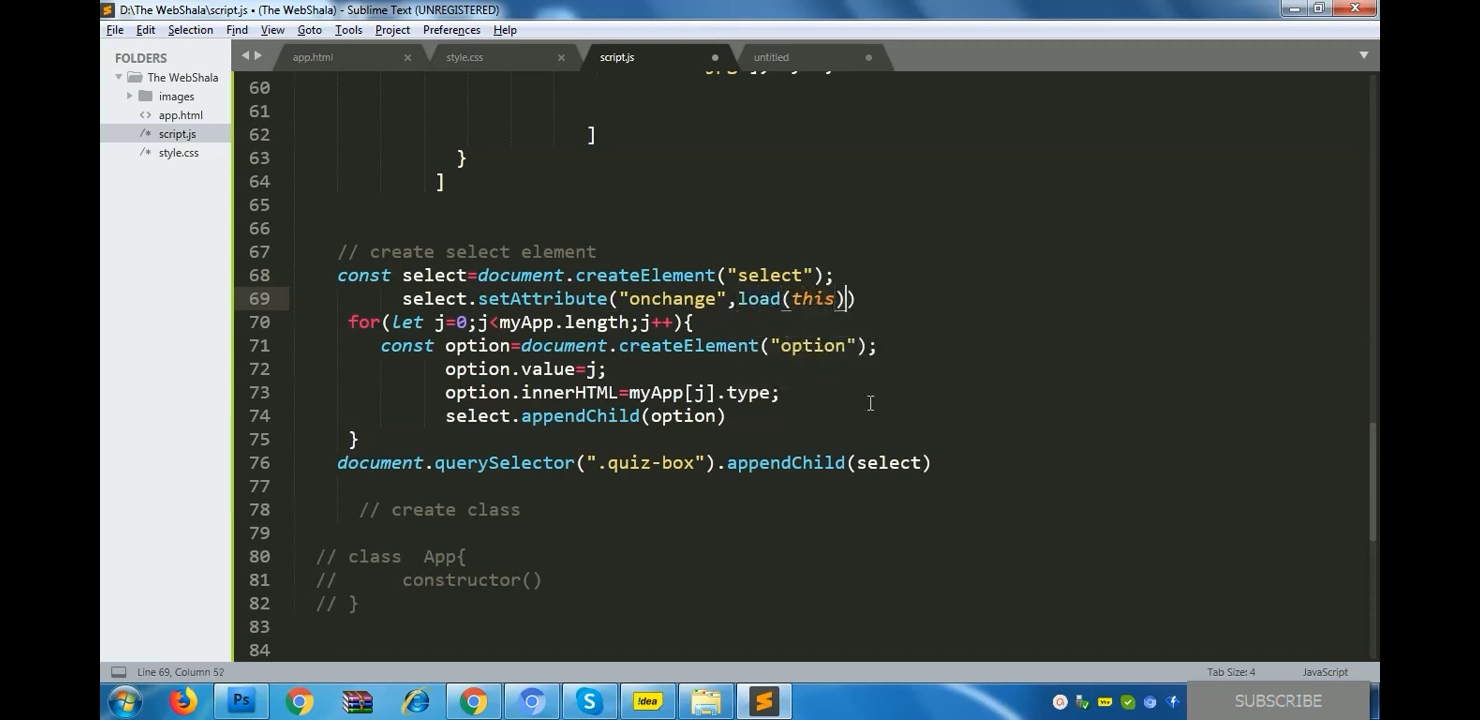 D:\The WebShala\script.js • (The WebShala) - Sublime Text (UNREGISTERED)
File Edit Selection Find View Goto Tools Project Preferences Help
FOLDERS
The WebShala
images
app.html
script.js
style.css
app.html style.css script.js untitled
60
61
62 ]
63 }
64 ]
65
66
67 // create select element
68 const select=document.createElement("select");
69 select.setAttribute("onchange",load(this))
70 for(let j=0;j<myApp.length;j++){
71 const option=document.createElement("option");
72 option.value=j;
73 option.innerHTML=myApp[j].type;
74 select.appendChild(option)
75 }
76 document.querySelector(".quiz-box").appendChild(select)
77
78 // create class
79
80 // class App{
81 // constructor()
82 // }
83
84
Line 69, Column 52 Tab Size: 4 JavaScript
Ps !dea SUBSCRIBE